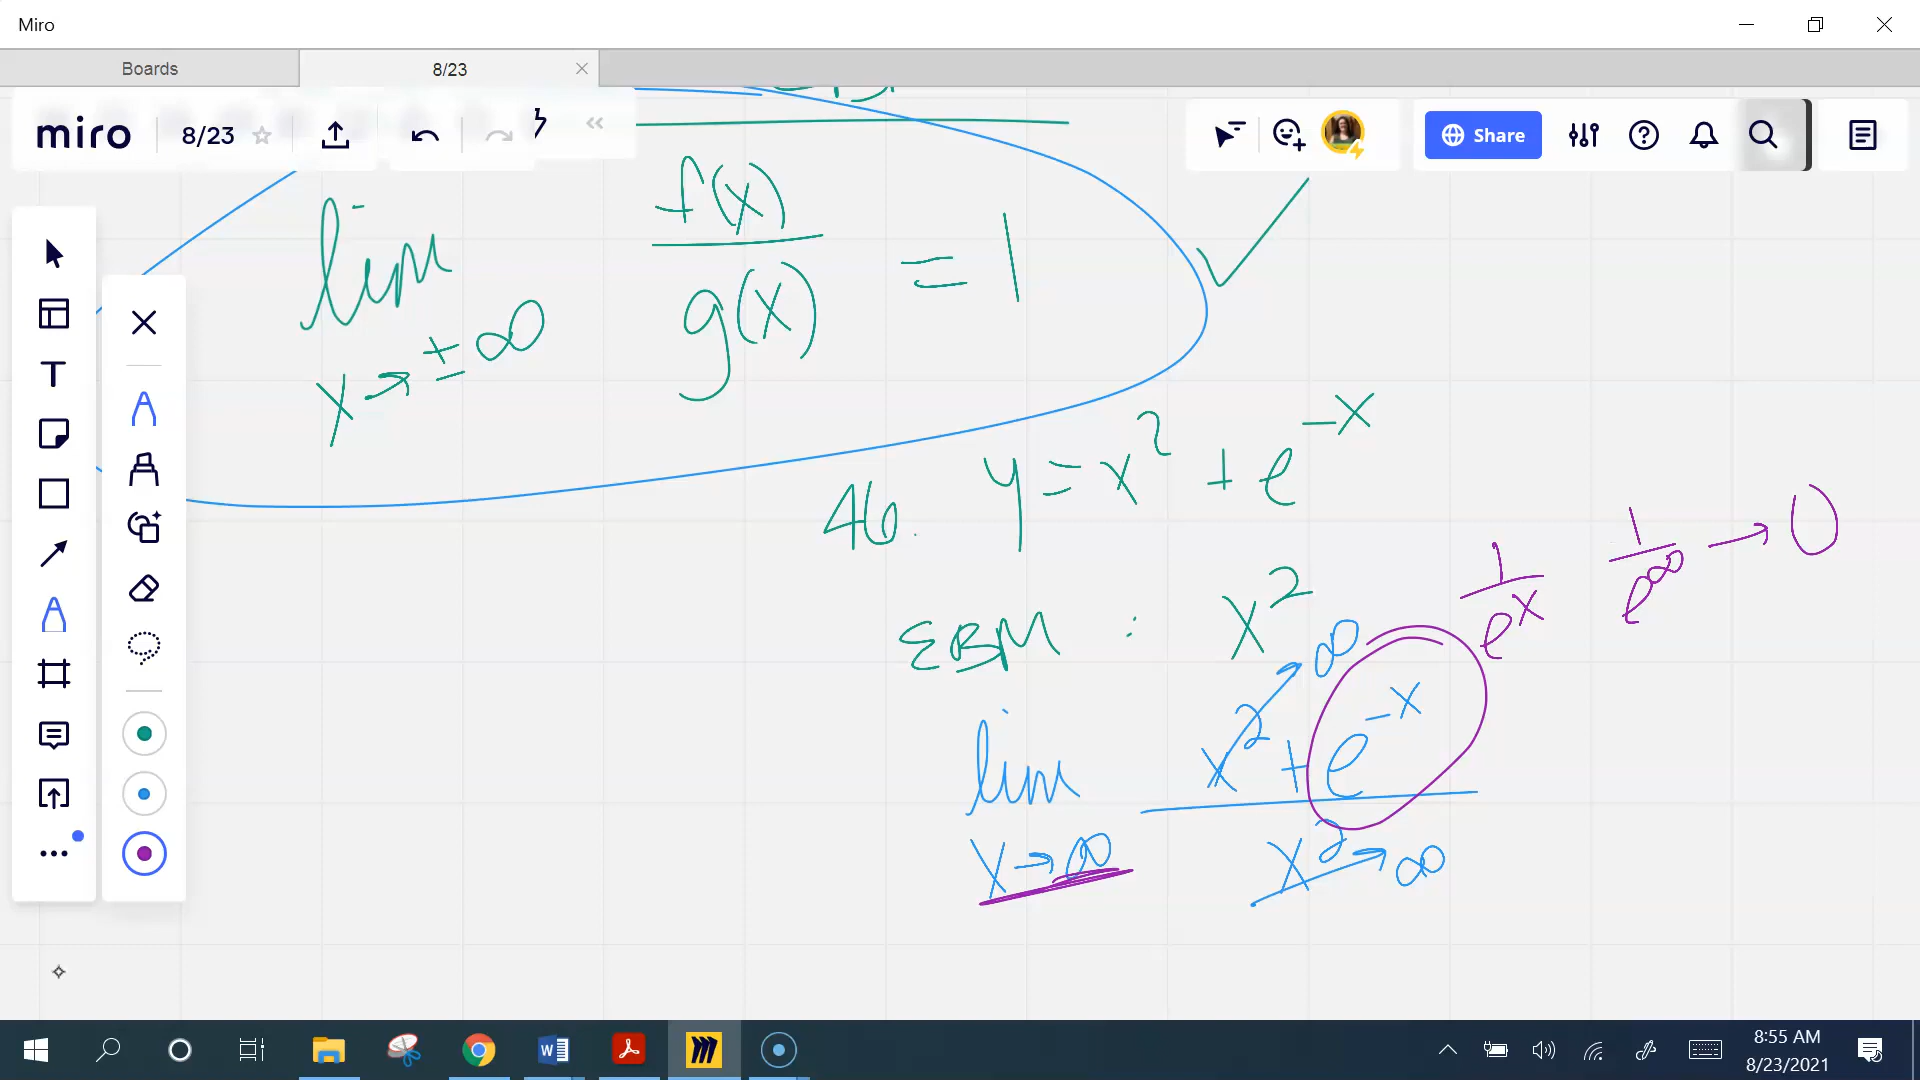 Miro
Boards
8/23
miro
8/23
Share
lim
x→±∞
f(x)
g(x)
= 1
46. y = x² + e^-x
EBM : x²
1
e^x
1
e^∞
→ 0
lim
x→∞
x² + e^-x
∞
x² → ∞
8:55 AM
8/23/2021